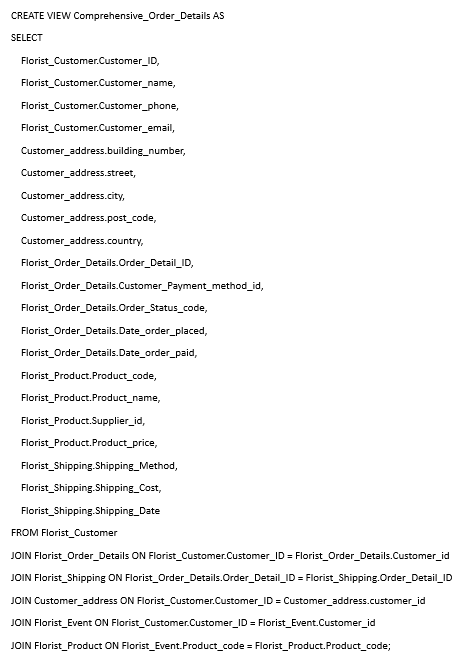 CREATE VIEW Comprehensive_Order_Details AS
SELECT
Florist_Customer.Customer_ID,
Florist_Customer.Customer_name,
Florist_Customer.Customer_phone,
Florist_Customer.Customer_email,
Customer_address.building_number,
Customer_address.street,
Customer_address.city,
Customer_address.post_code,
Customer_address.country,
Florist_Order_Details.Order_Detail_ID,
Florist_Order_Details.Customer_Payment_method_id,
Florist_Order_Details.Order_Status_code,
Florist_Order_Details.Date_order_placed,
Florist_Order_Details.Date_order_paid,
Florist_Product.Product_code,
Florist_Product.Product_name,
Florist_Product.Supplier_id,
Florist_Product.Product_price,
Florist_Shipping.Shipping_Method,
Florist_Shipping.Shipping_Cost,
Florist_Shipping.Shipping_Date
FROM Florist_Customer
JOIN Florist_Order_Details ON Florist_Customer.Customer_ID = Florist_Order_Details.Customer_id
JOIN Florist_Shipping ON Florist_Order_Details.Order_Detail_ID = Florist_Shipping.Order_Detail_ID
JOIN Customer_address ON Florist_Customer.Customer_ID = Customer_address.customer_id
JOIN Florist_Event ON Florist_Customer.Customer_ID = Florist_Event.Customer_id
JOIN Florist_Product ON Florist_Event.Product_code = Florist_Product.Product_code;